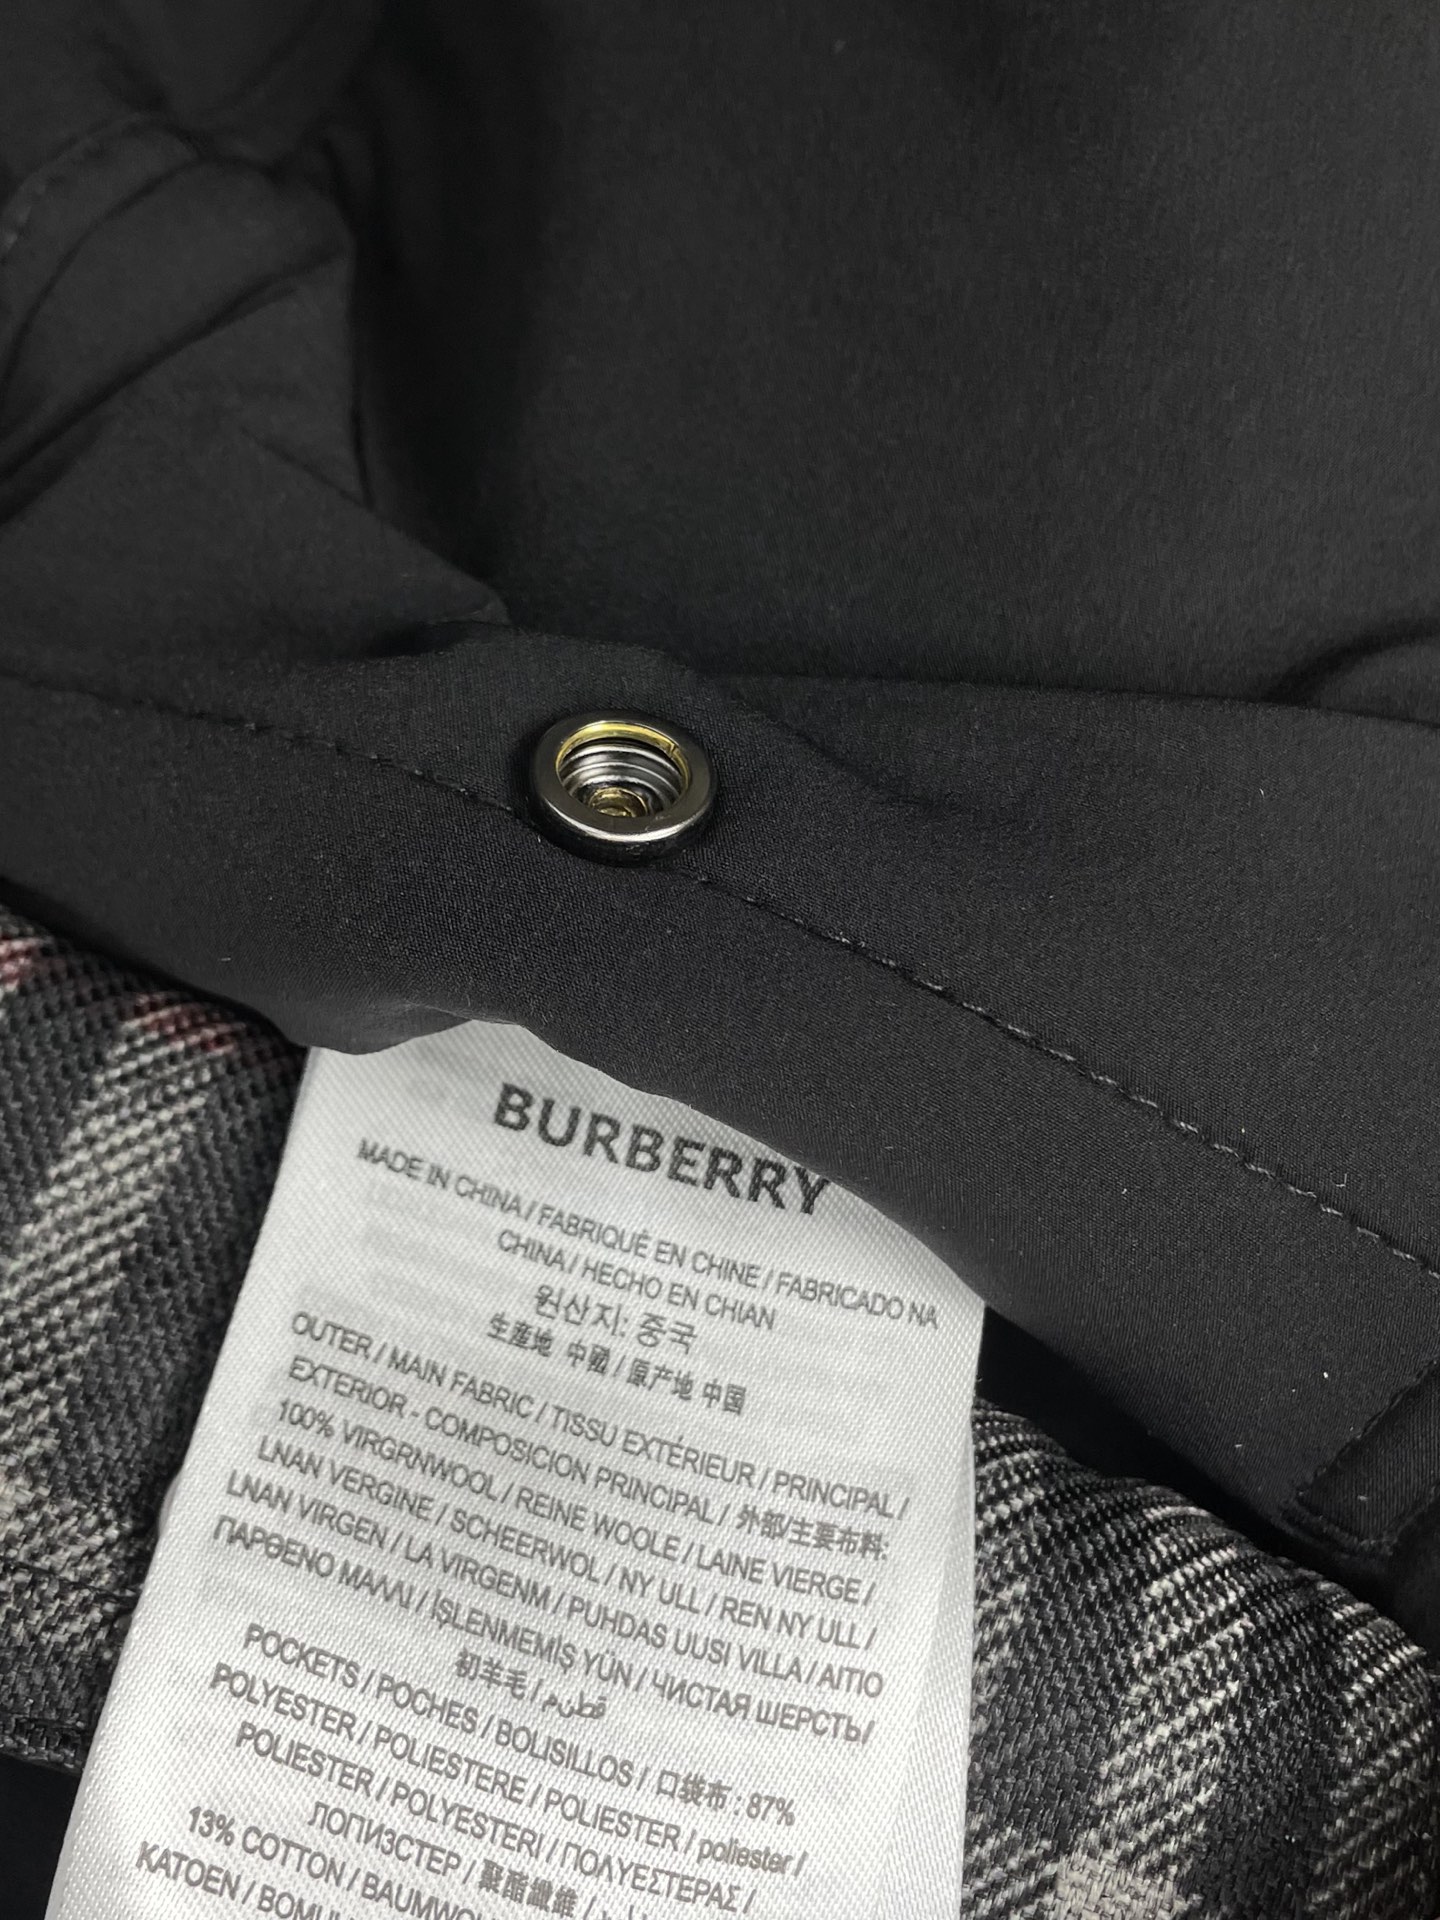 BURBERRY
MADE IN CHINA / FABRIQUÉ EN CHINE / FABRICADO NA
CHINA / HECHO EN CHIAN
원산지: 중국
生産地 中國 / 原产地 中国
OUTER / MAIN FABRIC / TISSU EXTÉRIEUR / PRINCIPAL /
EXTERIOR - COMPOSICION PRINCIPAL / 外部/主要布料:
100% VIRGRNWOOL / REINE WOOLE / LAINE VIERGE /
LNAN VERGINE / SCHEERWOL / NY ULL / REN NY ULL /
LNAN VIRGEN / LA VIRGENM / PUHDAS UUSI VILLA / AITIO
ΠΑΡΘΕΝΟ ΜΑΛΛΙ / İŞLENMEMİŞ YÜN / ЧИСТАЯ ШЕРСТЬ /
初羊毛 /
POCKETS / POCHES / BOLISILLOS / 口袋布 : 87%
POLYESTER / POLIESTERE / POLIESTER / poliester /
POLIESTER / POLYESTERI / ΠΟΛΥΕΣΤΕΡΑΣ /
ЛОПИЗСТЕР / 聚酯纖維 /
13% COTTON / BAUMWOL
KATOEN /